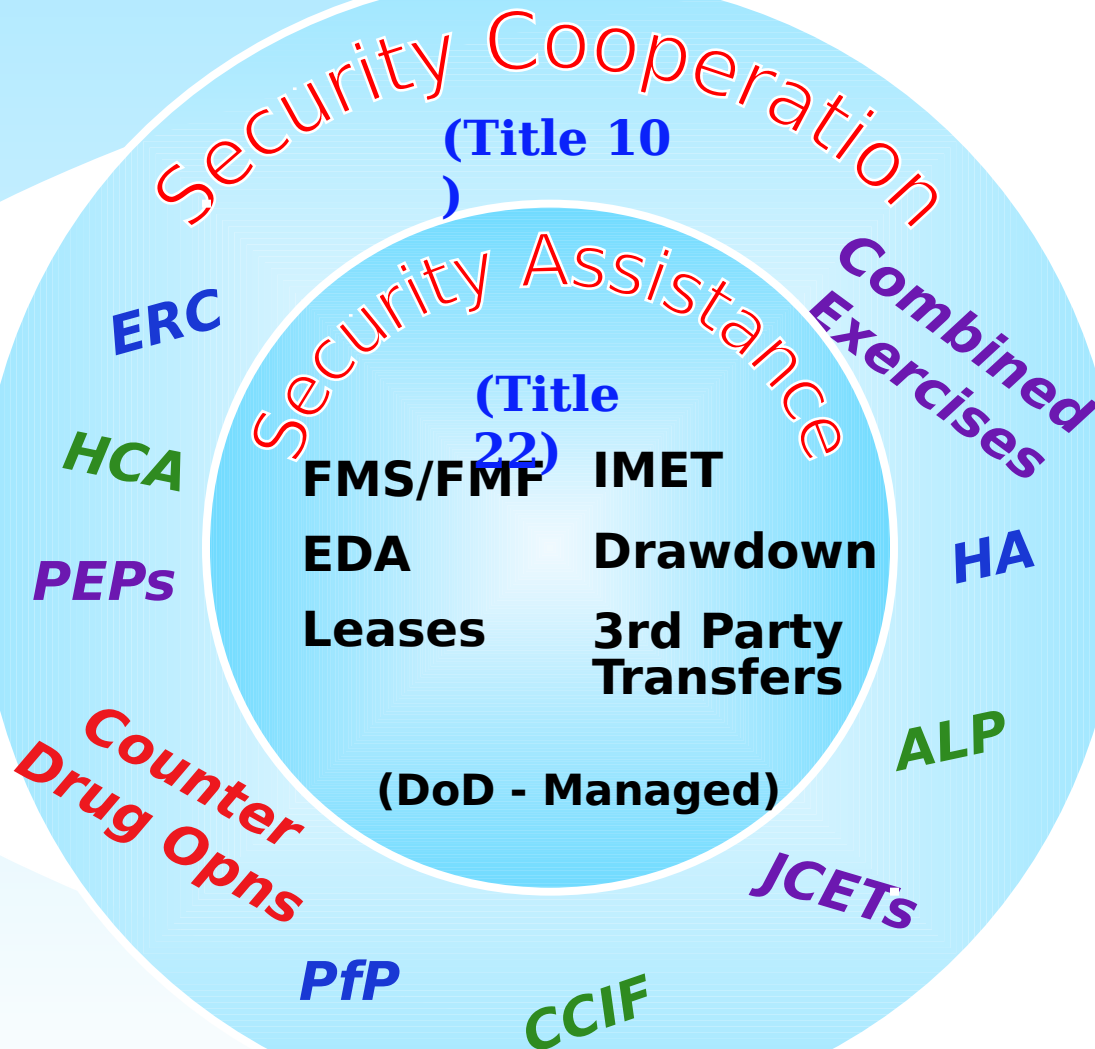 Security Cooperation
(Title 10
)
Security Assistance
(Title
22)
FMS/FMF
IMET
EDA
Drawdown
Leases
3rd Party
Transfers
(DoD - Managed)
Combined
Exercises
HA
ALP
JCETs
CCIF
PfP
Counter
Drug Opns
PEPs
HCA
ERC